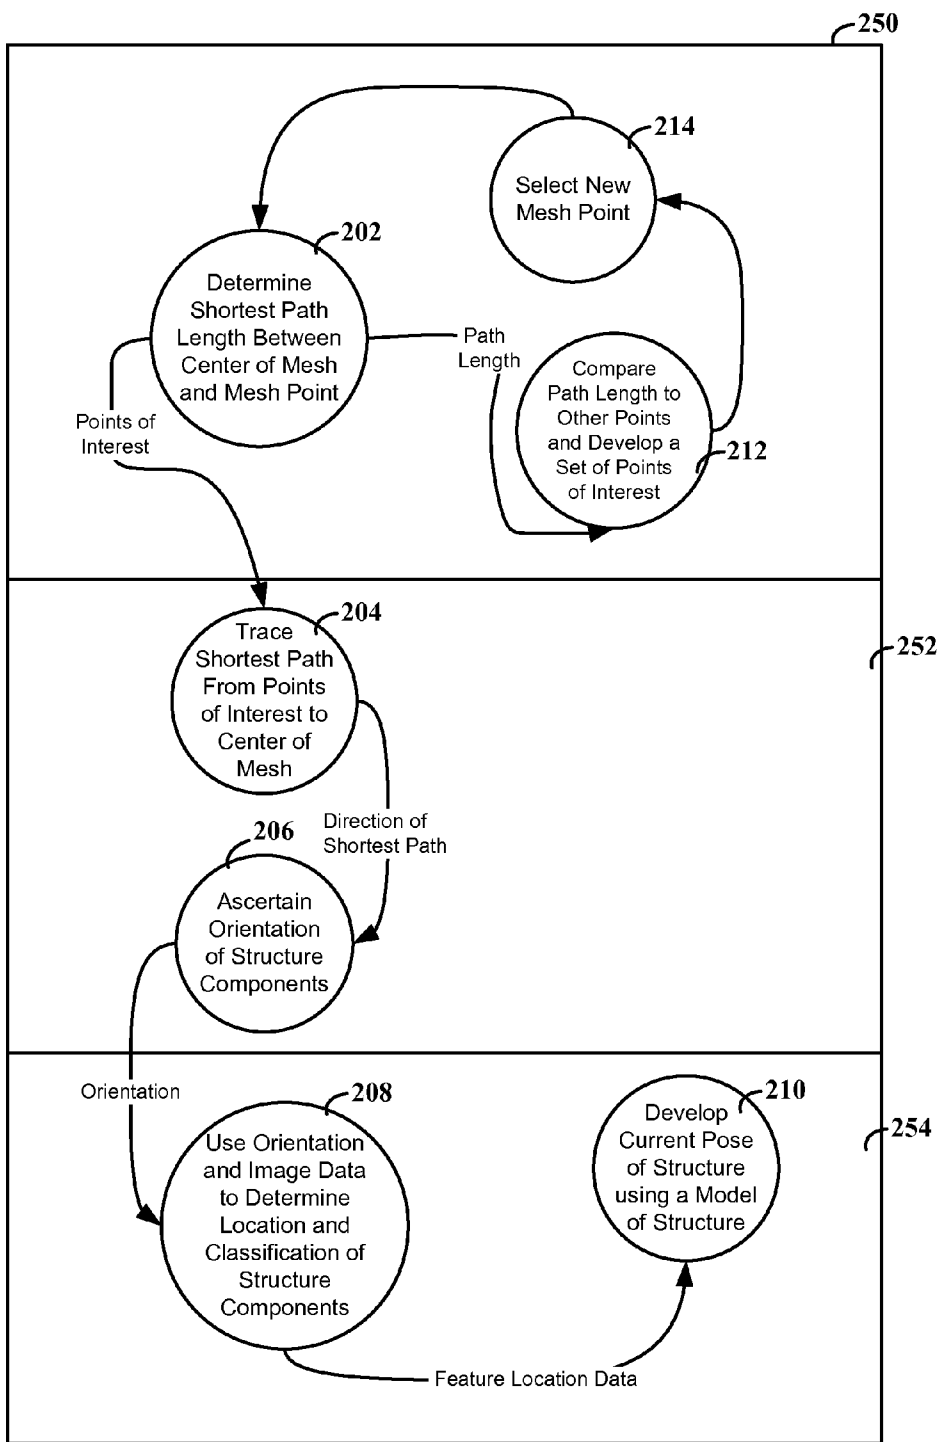 250
214
Select New
Mesh Point
202
Determine
Shortest Path
Length Between
Center of Mesh
and Mesh Point
Path
Length
Compare
Path Length to
Other Points
and Develop a
Set of Points
of Interest
212
Points of
Interest
204
Trace
Shortest Path
From Points
of Interest to
Center of
Mesh
252
Direction of
Shortest Path
206
Ascertain
Orientation
of Structure
Components
Orientation
208
Use Orientation
and Image Data
to Determine
Location and
Classification of
Structure
Components
210
Develop
Current Pose
of Structure
using a Model
of Structure
254
Feature Location Data